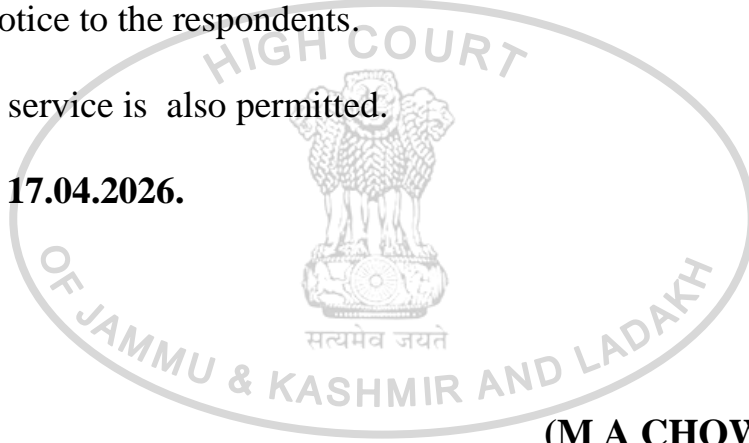 otice to the respondents.
HIGH COURT
service is also permitted.
17.04.2026.
सत्यमेव जयते
OF JAMMU & KASHMIR AND LADAKH
(M A CHOW